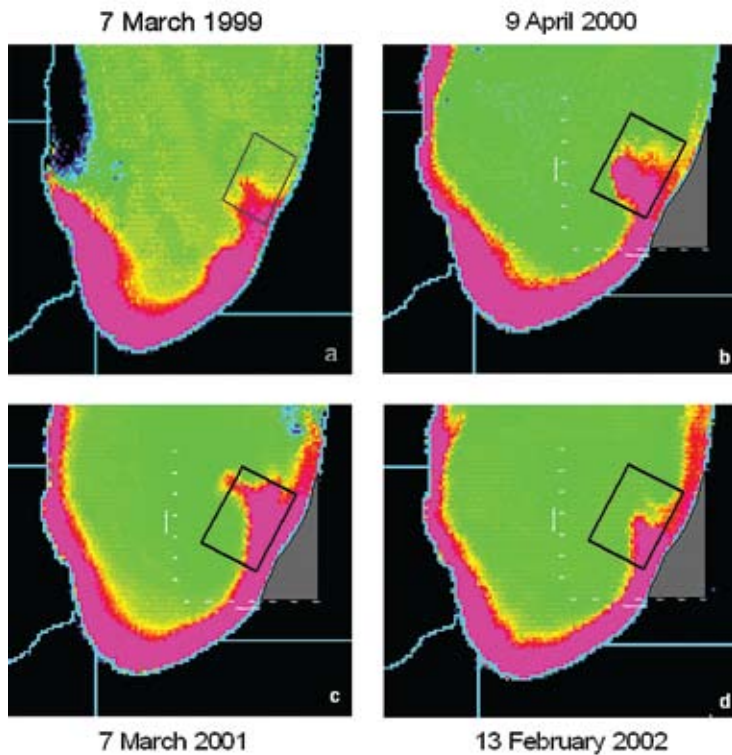 7 March 1999
9 April 2000
a
b
c
d
7 March 2001
13 February 2002